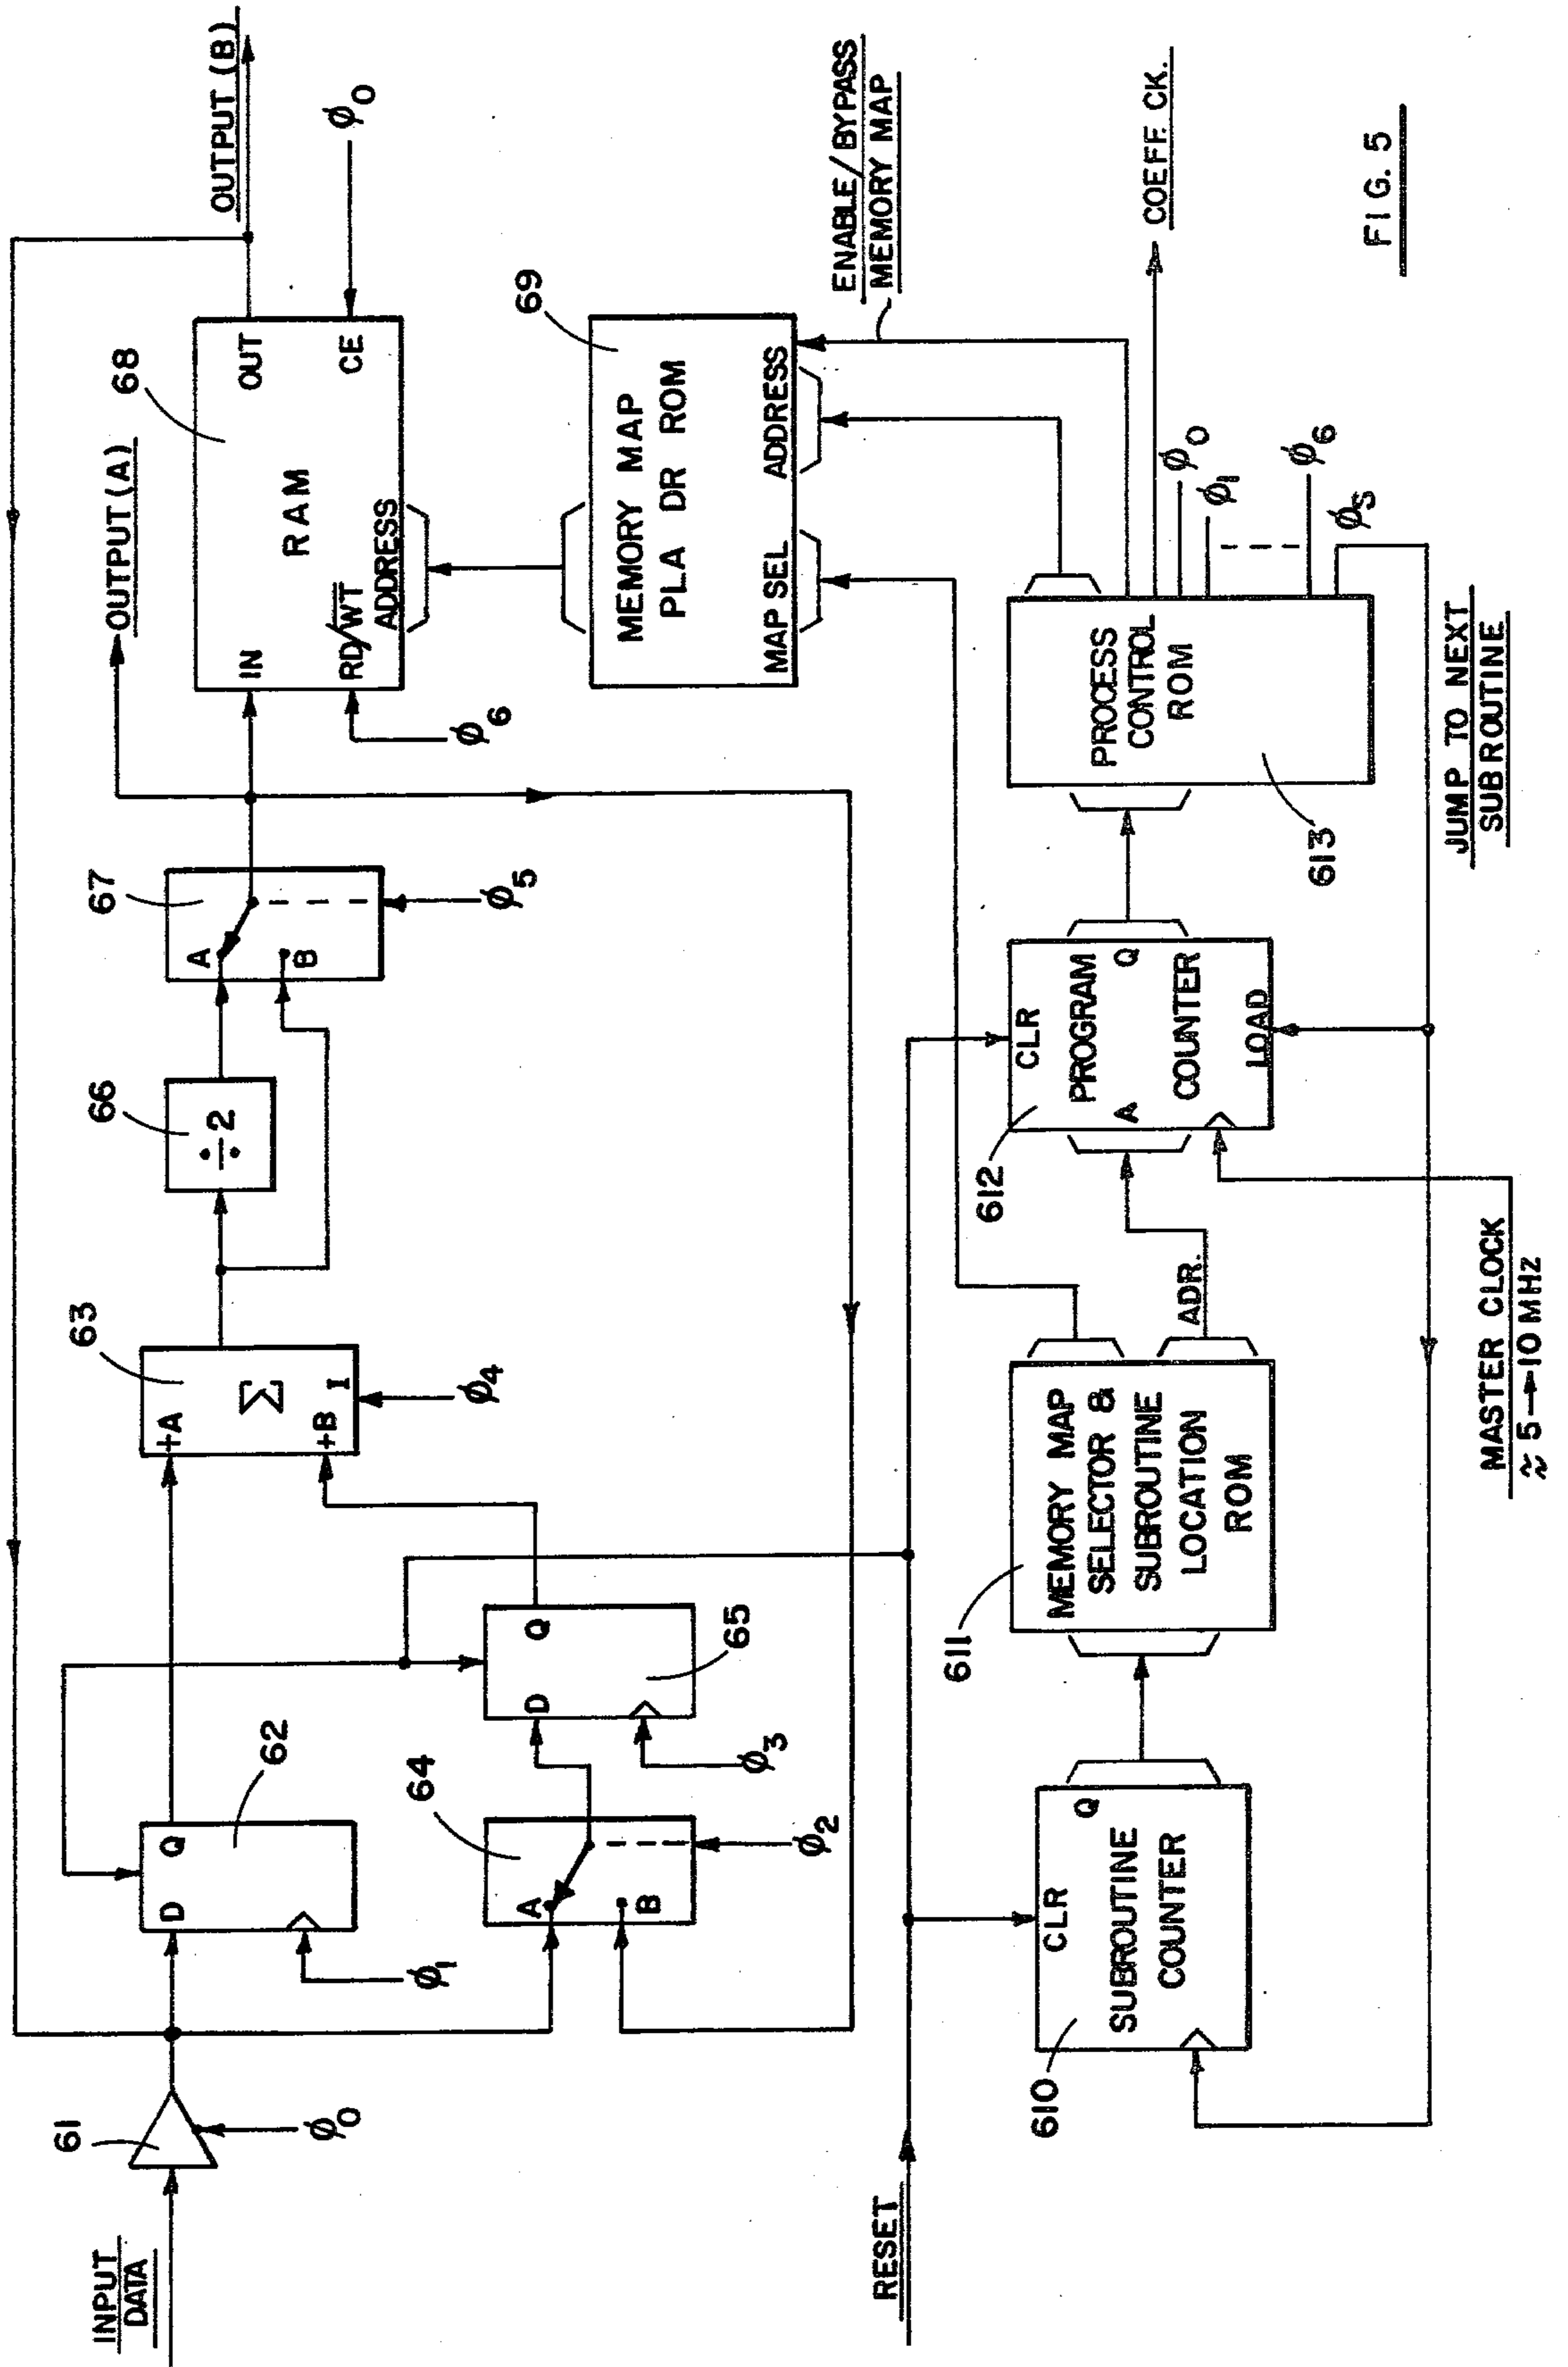 INPUT
DATA
61
ϕ0
D
Q
62
ϕ1
A
B
64
ϕ2
D
Q
65
ϕ3
+A
Σ
+B
I
63
ϕ4
÷2
66
A
B
67
ϕ5
OUTPUT (A)
IN
OUT
RAM
RD/W̅T̅
CE
ADDRESS
68
ϕ6
ϕ0
OUTPUT (B)
MEMORY MAP
PLA DR ROM
MAP SEL
ADDRESS
69
ENABLE/BYPASS
MEMORY MAP
RESET
CLR
Q
SUBROUTINE
COUNTER
610
MEMORY MAP
SELECTOR &
SUBROUTINE
LOCATION
ROM
611
ADR.
CLR
PROGRAM
A
Q
COUNTER
LOAD
612
MASTER CLOCK
≈ 5→10 MHZ
PROCESS
CONTROL
ROM
613
COEFF. CK.
ϕ0
ϕ1
ϕ6
ϕS
JUMP TO NEXT
SUBROUTINE
FIG. 5